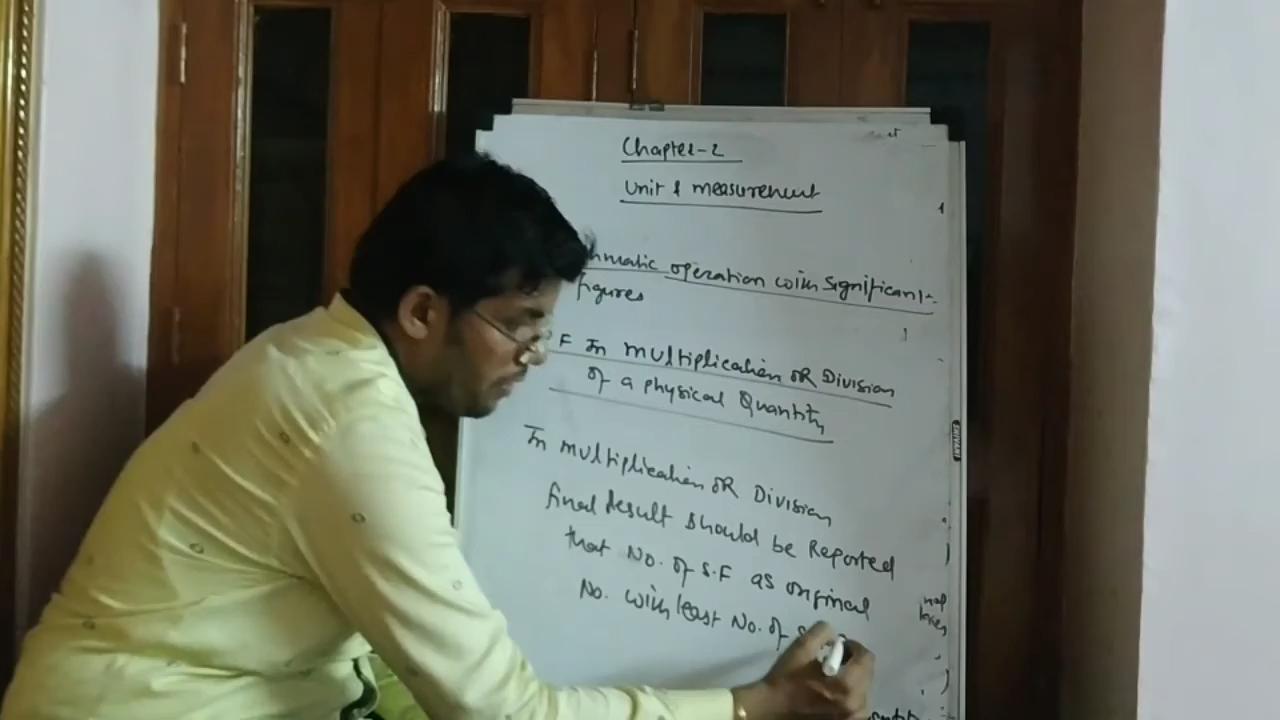 Chapter-2
Unit & measurement
hmatic operation with significant
figures
F In multiplication OR Division
of a physical Quantity
In multiplication OR Division
final Result should be Reported
that No. of S.F as original
No. with least No. of S